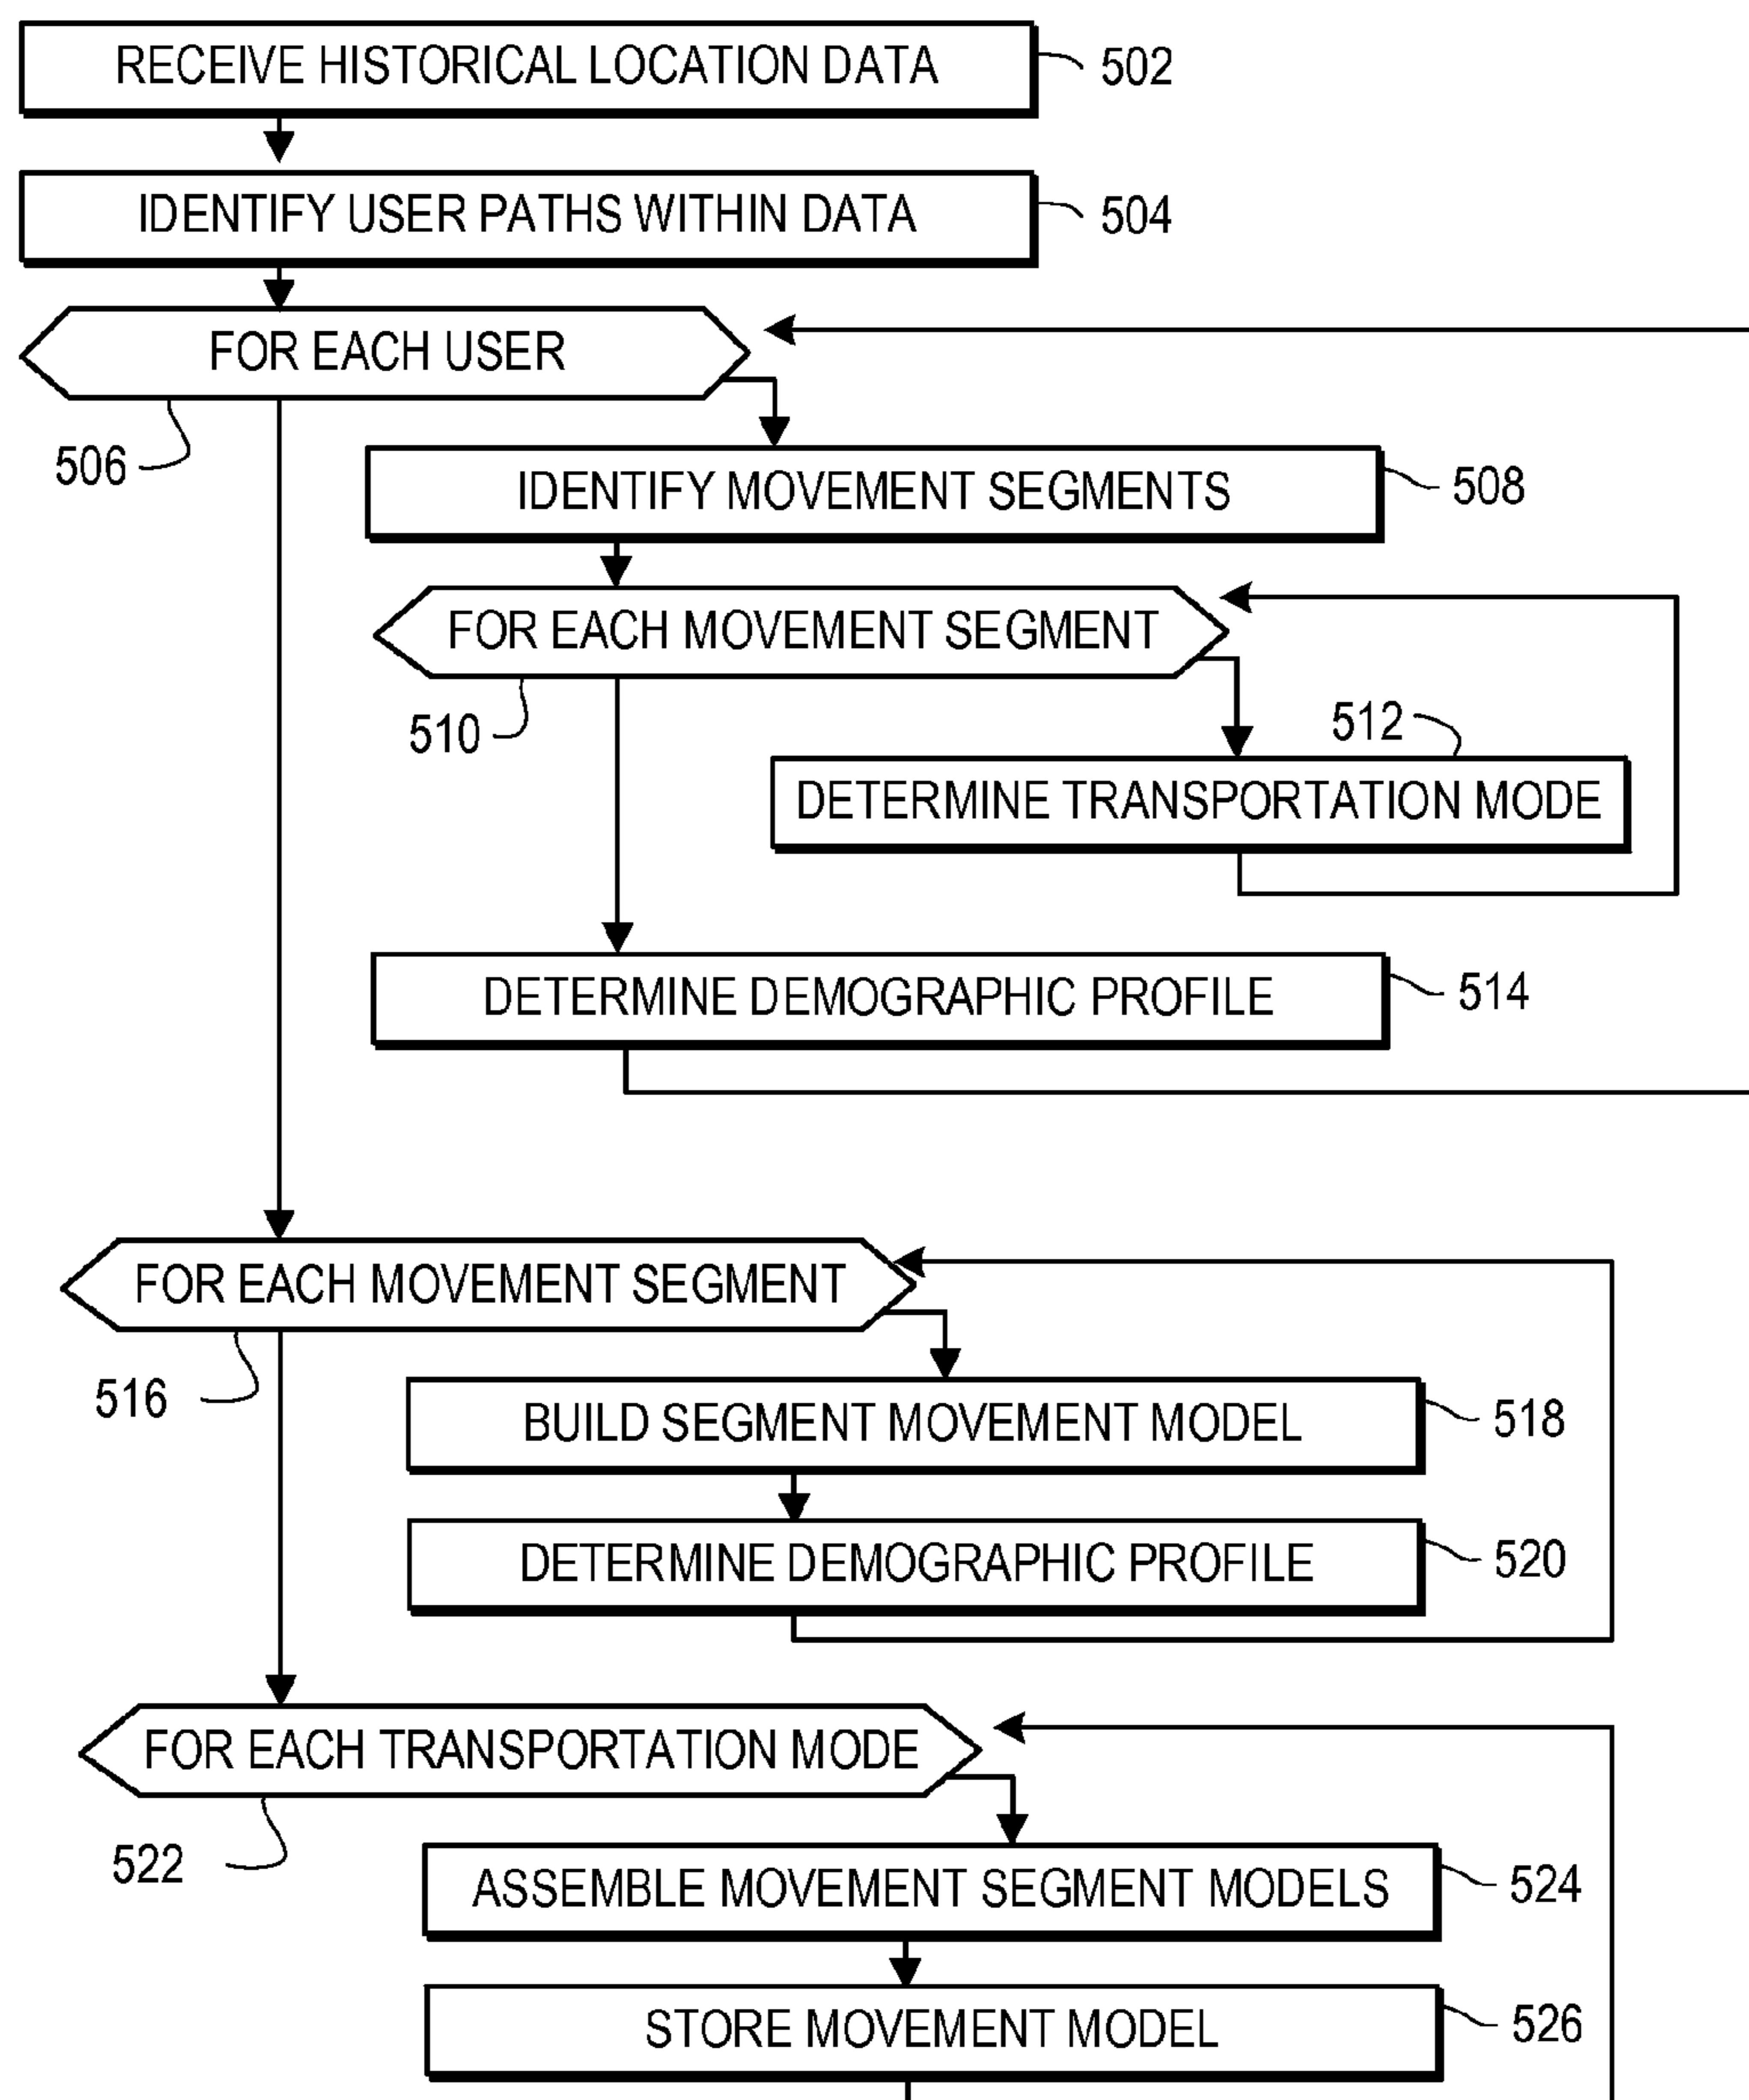 RECEIVE HISTORICAL LOCATION DATA
502
IDENTIFY USER PATHS WITHIN DATA
504
FOR EACH USER
506
IDENTIFY MOVEMENT SEGMENTS
508
FOR EACH MOVEMENT SEGMENT
510
512
DETERMINE TRANSPORTATION MODE
DETERMINE DEMOGRAPHIC PROFILE
514
FOR EACH MOVEMENT SEGMENT
516
BUILD SEGMENT MOVEMENT MODEL
518
DETERMINE DEMOGRAPHIC PROFILE
520
FOR EACH TRANSPORTATION MODE
522
ASSEMBLE MOVEMENT SEGMENT MODELS
524
STORE MOVEMENT MODEL
526